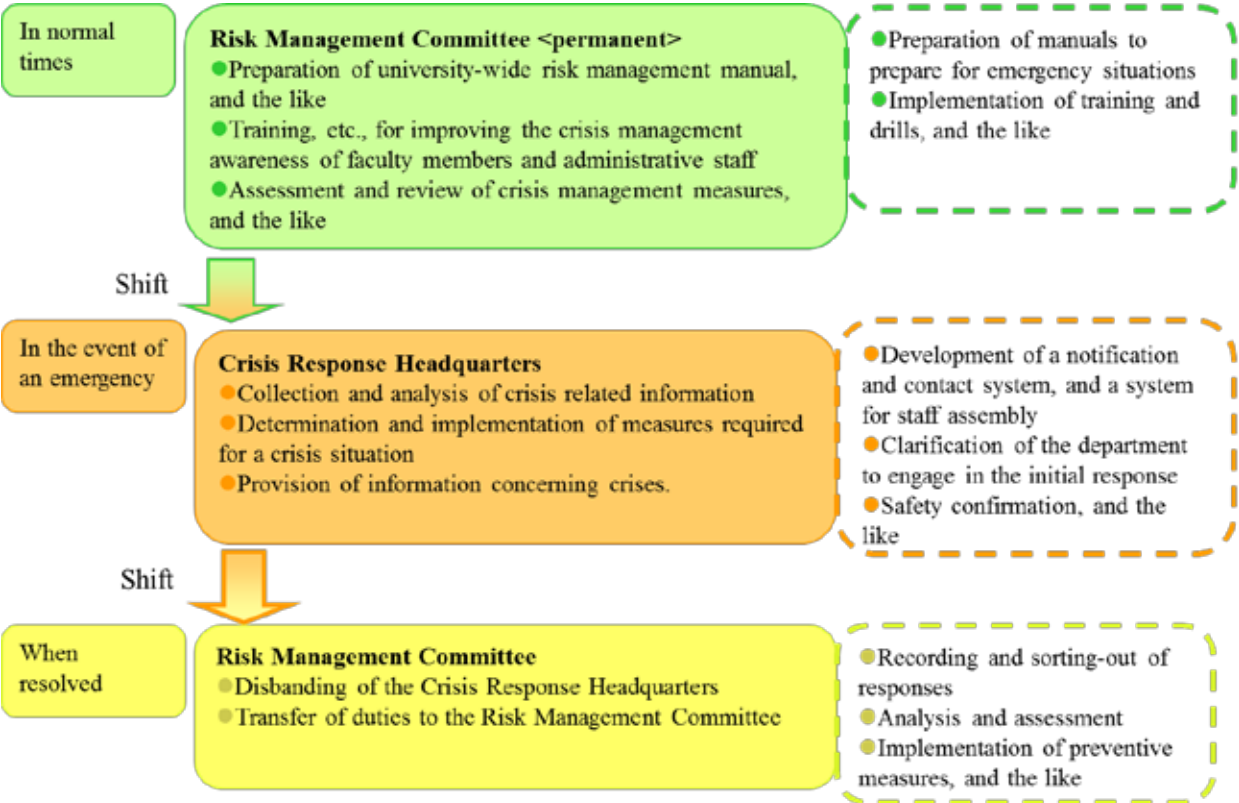 In normal
times
Risk Management Committee <permanent>
●Preparation of university-wide risk management manual,
and the like
●Training, etc., for improving the crisis management
awareness of faculty members and administrative staff
●Assessment and review of crisis management measures,
and the like
●Preparation of manuals to
prepare for emergency situations
●Implementation of training and
drills, and the like
Shift
In the event of
an emergency
Crisis Response Headquarters
●Collection and analysis of crisis related information
●Determination and implementation of measures required
for a crisis situation
●Provision of information concerning crises.
●Development of a notification
and contact system, and a system
for staff assembly
●Clarification of the department
to engage in the initial response
●Safety confirmation, and the
like
Shift
When
resolved
Risk Management Committee
●Disbanding of the Crisis Response Headquarters
●Transfer of duties to the Risk Management Committee
●Recording and sorting-out of
responses
●Analysis and assessment
●Implementation of preventive
measures, and the like